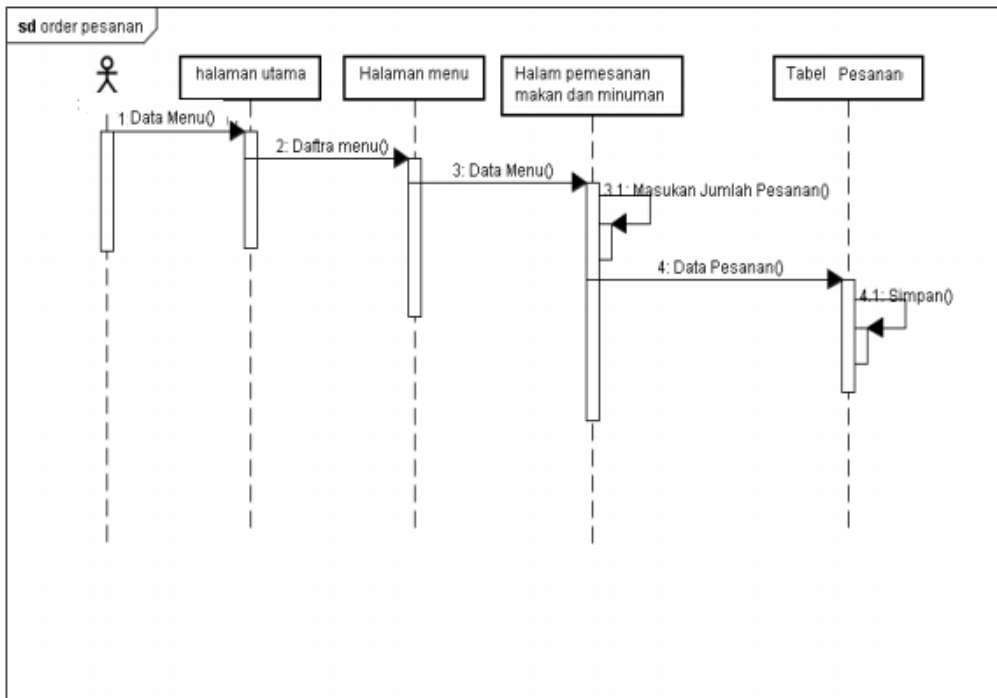 sd order pesanan
halaman utama
Halaman menu
Halam pemesanan
makan dan minuman
Tabel Pesanan
:
1 Data Menu()
2: Daftra menu()
3: Data Menu()
3.1: Masukan Jumlah Pesanan()
4: Data Pesanan()
4.1: Simpan()